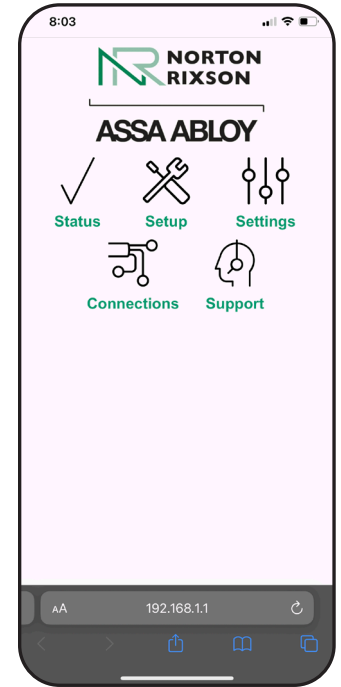 8:03
NORTON
RIXSON
ASSA ABLOY
Status Setup Settings
Connections Support
AA 192.168.1.1